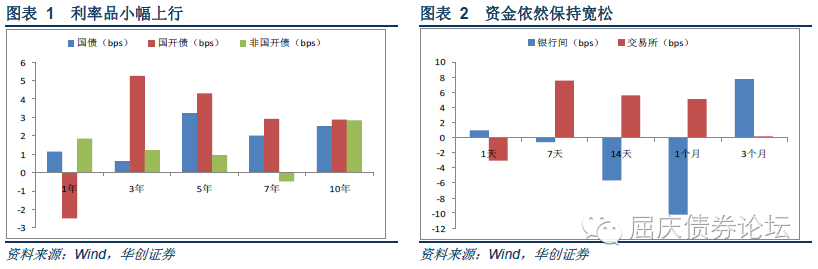 图表 1 利率品小幅上行
国债（bps） 国开债（bps） 非国开债（bps）
6
5
4
3
2
1
0
-1
-2
-3
1年 3年 5年 7年 10年
资料来源：Wind，华创证券
图表 2 资金依然保持宽松
银行间（bps） 交易所（bps）
10
8
6
4
2
0
-2
-4
-6
-8
-10
-12
1天 7天 14天 1个月 3个月
屈庆债券论坛
资料来源：Wind，华创证券